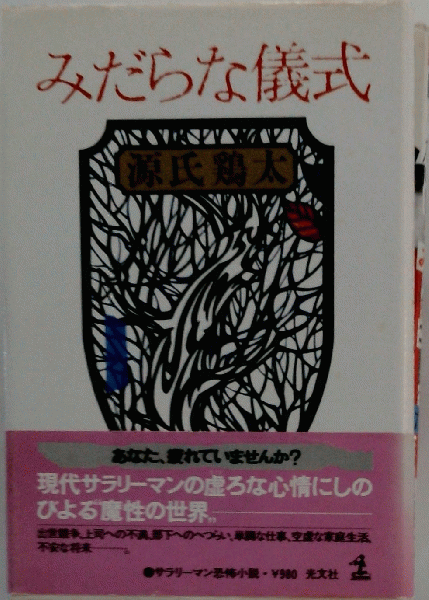 みだらな儀式
源氏鶏太
あなた、疲れていませんか?
現代サラリーマンの虚ろな心情にしの
びよる“魔性の世界”――
出世競争、上司への不満、部下へのへつらい、単調な仕事、空虚な家庭生活、
不安な将来――。
●サラリーマン恐怖小説・¥980 光文社